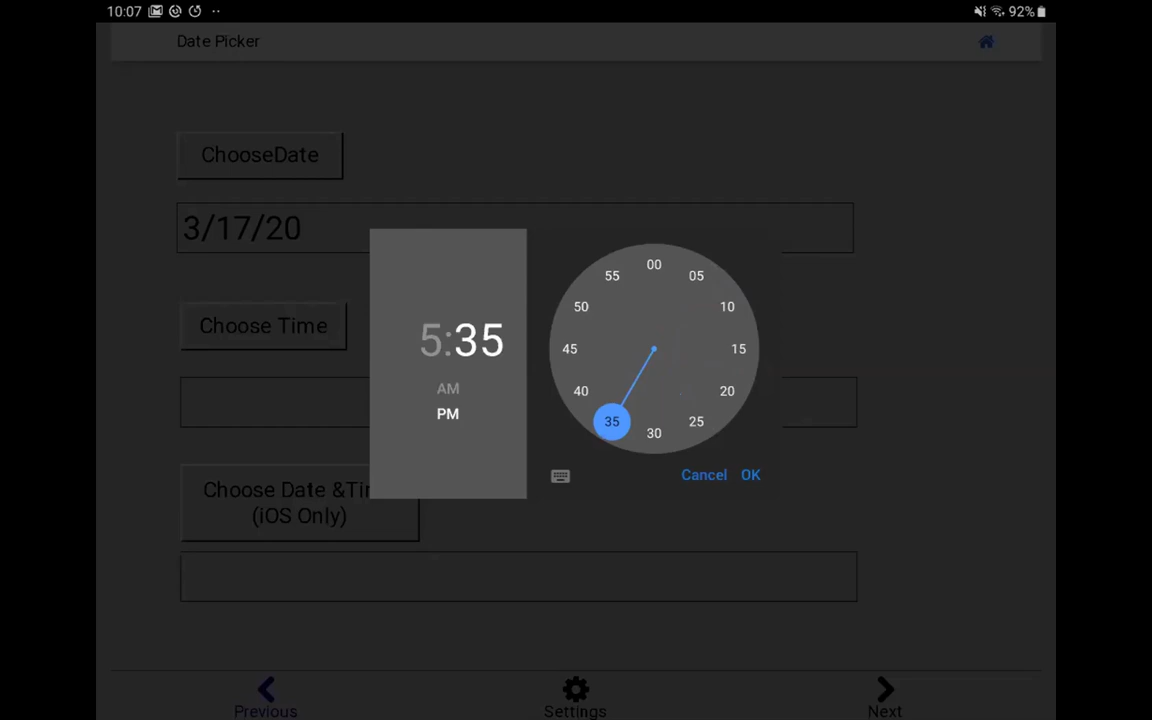 10:07
92%
Date Picker
ChooseDate
3/17/20
Choose Time
5:35
AM
PM
00
05
10
15
20
25
30
35
40
45
50
55
Cancel OK
Choose Date &Ti
(iOS Only)
Previous
Settings
Next